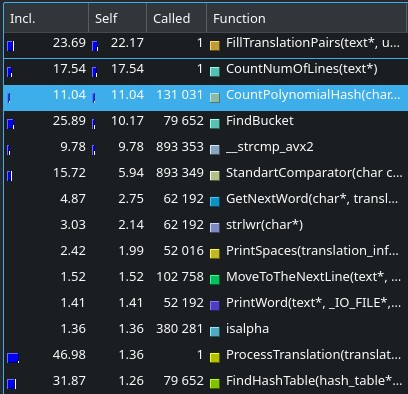 Incl. Self Called Function
23.69 22.17 1 FillTranslationPairs(text*, u...
17.54 17.54 1 CountNumOfLines(text*)
11.04 11.04 131 031 CountPolynomialHash(char...
25.89 10.17 79 652 FindBucket
9.78 9.78 893 353 __strcmp_avx2
15.72 5.94 893 349 StandartComparator(char c...
4.87 2.75 62 192 GetNextWord(char*, transl...
3.03 2.14 62 192 strlwr(char*)
2.42 1.99 52 016 PrintSpaces(translation_inf...
1.52 1.52 102 758 MoveToTheNextLine(text*, ...
1.41 1.41 52 192 PrintWord(text*, _IO_FILE*,...
1.36 1.36 380 281 isalpha
46.98 1.36 1 ProcessTranslation(translat...
31.87 1.26 79 652 FindHashTable(hash_table*...